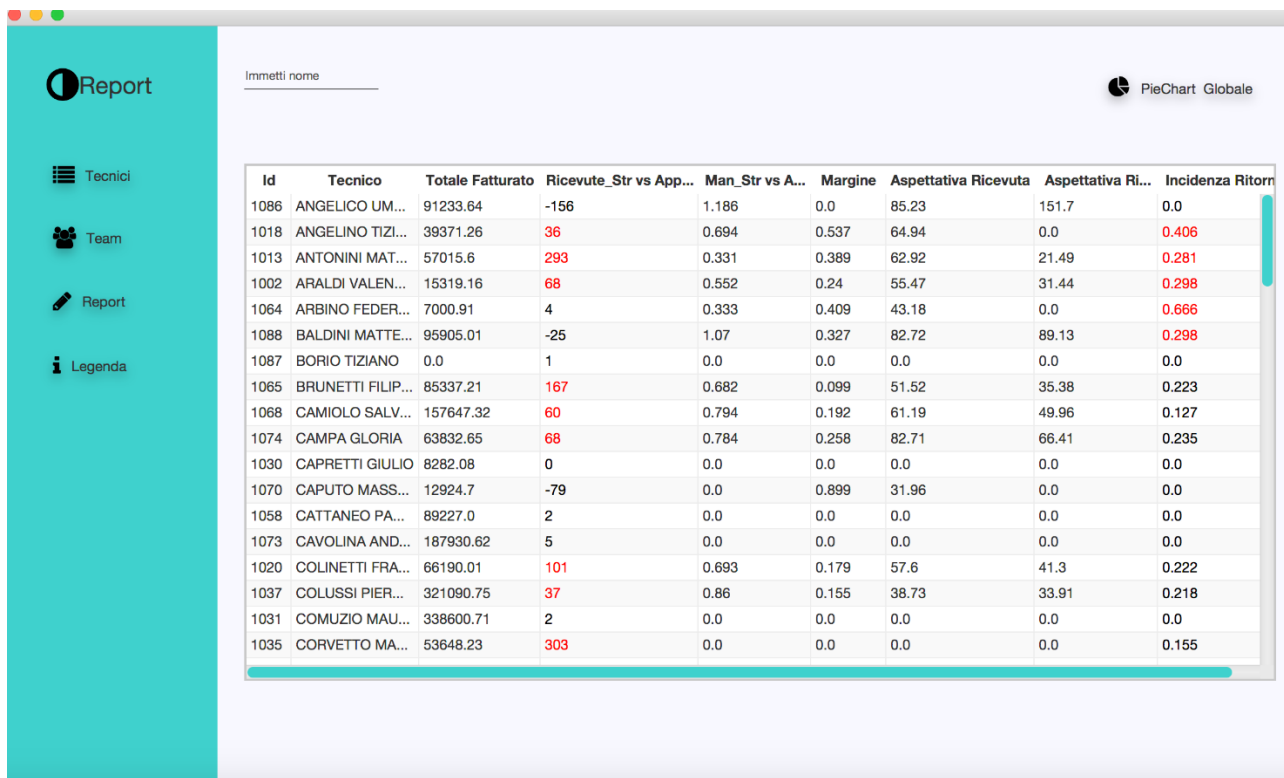 Report
Immetti nome
PieChart Globale
Tecnici
Team
Report
Legenda
Id Tecnico Totale Fatturato Ricevute_Str vs App... Man_Str vs A... Margine Aspettativa Ricevuta Aspettativa Ri... Incidenza Ritorn
1086 ANGELICO UM... 91233.64 -156 1.186 0.0 85.23 151.7 0.0
1018 ANGELINO TIZI... 39371.26 36 0.694 0.537 64.94 0.0 0.406
1013 ANTONINI MAT... 57015.6 293 0.331 0.389 62.92 21.49 0.281
1002 ARALDI VALEN... 15319.16 68 0.552 0.24 55.47 31.44 0.298
1064 ARBINO FEDER... 7000.91 4 0.333 0.409 43.18 0.0 0.666
1088 BALDINI MATTE... 95905.01 -25 1.07 0.327 82.72 89.13 0.298
1087 BORIO TIZIANO 0.0 1 0.0 0.0 0.0 0.0 0.0
1065 BRUNETTI FILIP... 85337.21 167 0.682 0.099 51.52 35.38 0.223
1068 CAMIOLO SALV... 157647.32 60 0.794 0.192 61.19 49.96 0.127
1074 CAMPA GLORIA 63832.65 68 0.784 0.258 82.71 66.41 0.235
1030 CAPRETTI GIULIO 8282.08 0 0.0 0.0 0.0 0.0 0.0
1070 CAPUTO MASS... 12924.7 -79 0.0 0.899 31.96 0.0 0.0
1058 CATTANEO PA... 89227.0 2 0.0 0.0 0.0 0.0 0.0
1073 CAVOLINA AND... 187930.62 5 0.0 0.0 0.0 0.0 0.0
1020 COLINETTI FRA... 66190.01 101 0.693 0.179 57.6 41.3 0.222
1037 COLUSSI PIER... 321090.75 37 0.86 0.155 38.73 33.91 0.218
1031 COMUZIO MAU... 338600.71 2 0.0 0.0 0.0 0.0 0.0
1035 CORVETTO MA... 53648.23 303 0.0 0.0 0.0 0.0 0.155